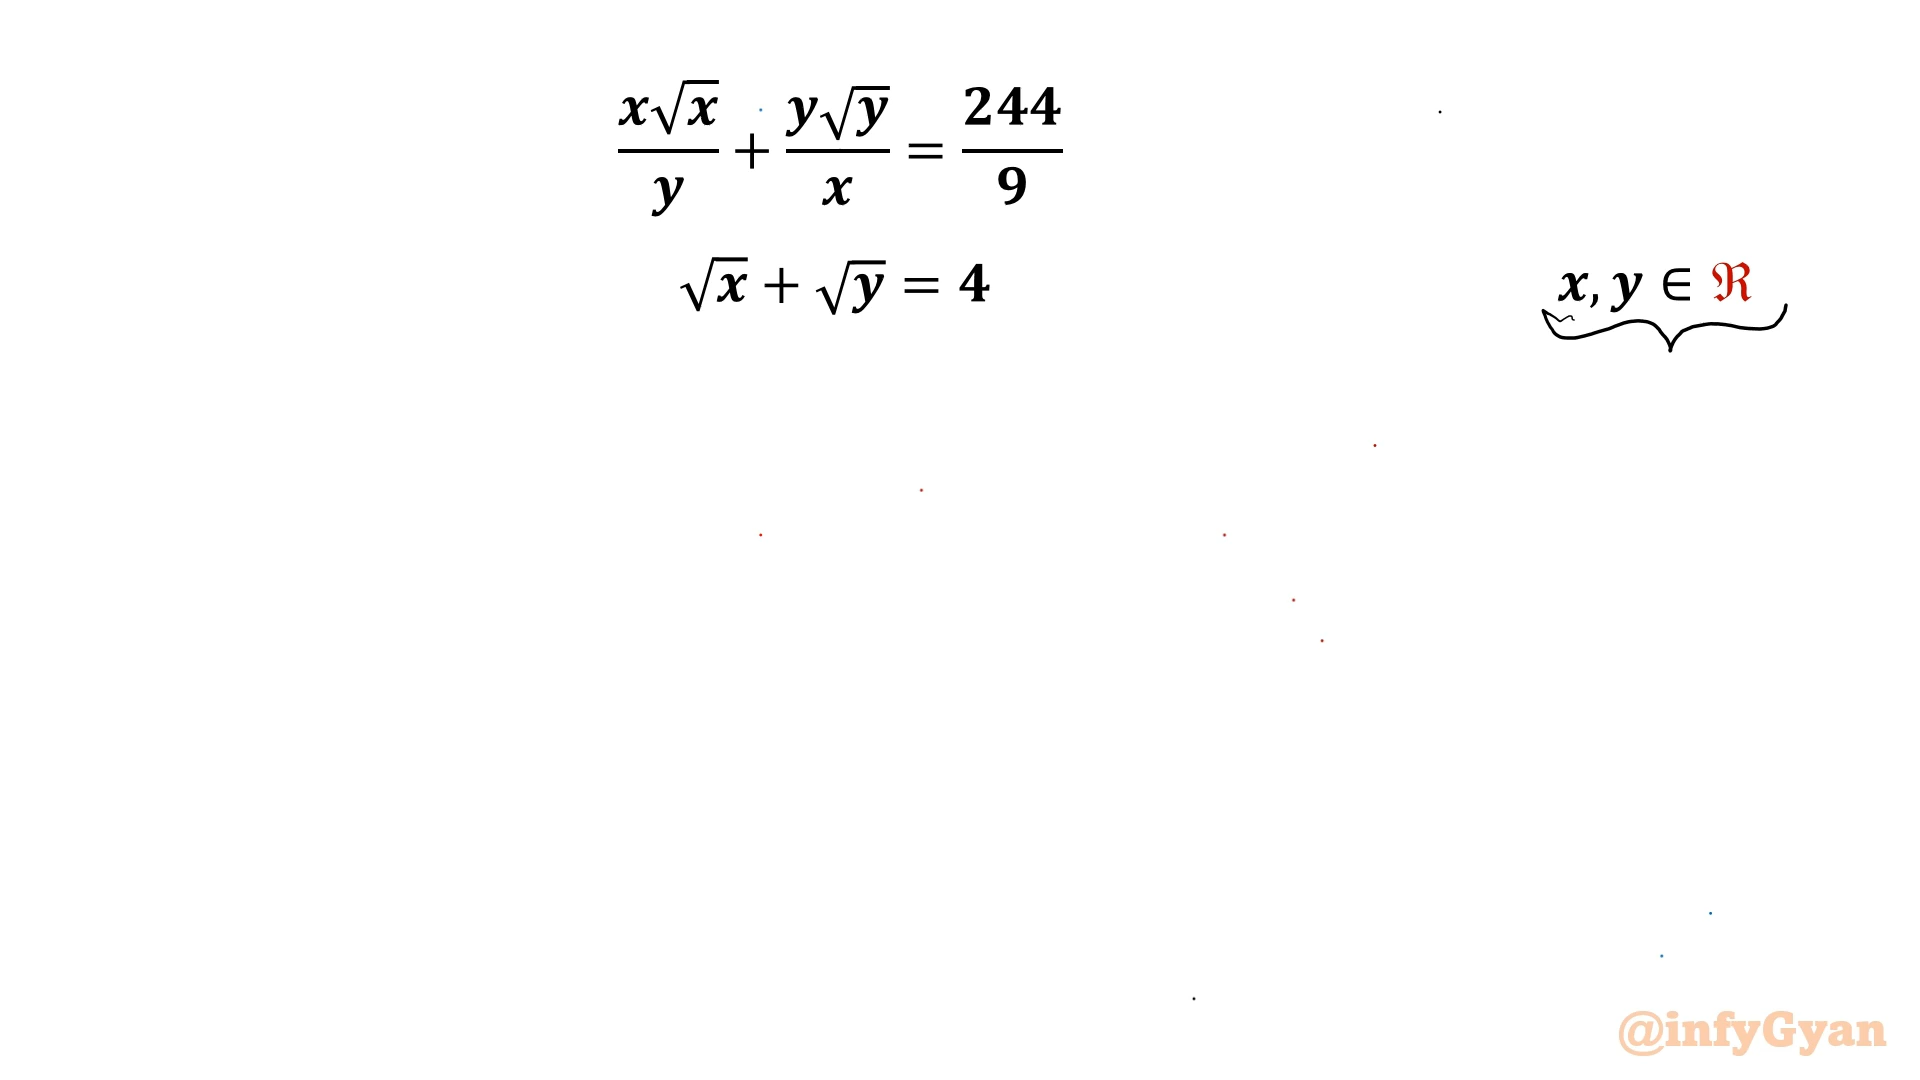 x√x/y + y√y/x = 244/9
√x + √y = 4
x, y ∈ ℜ
@infyGyan